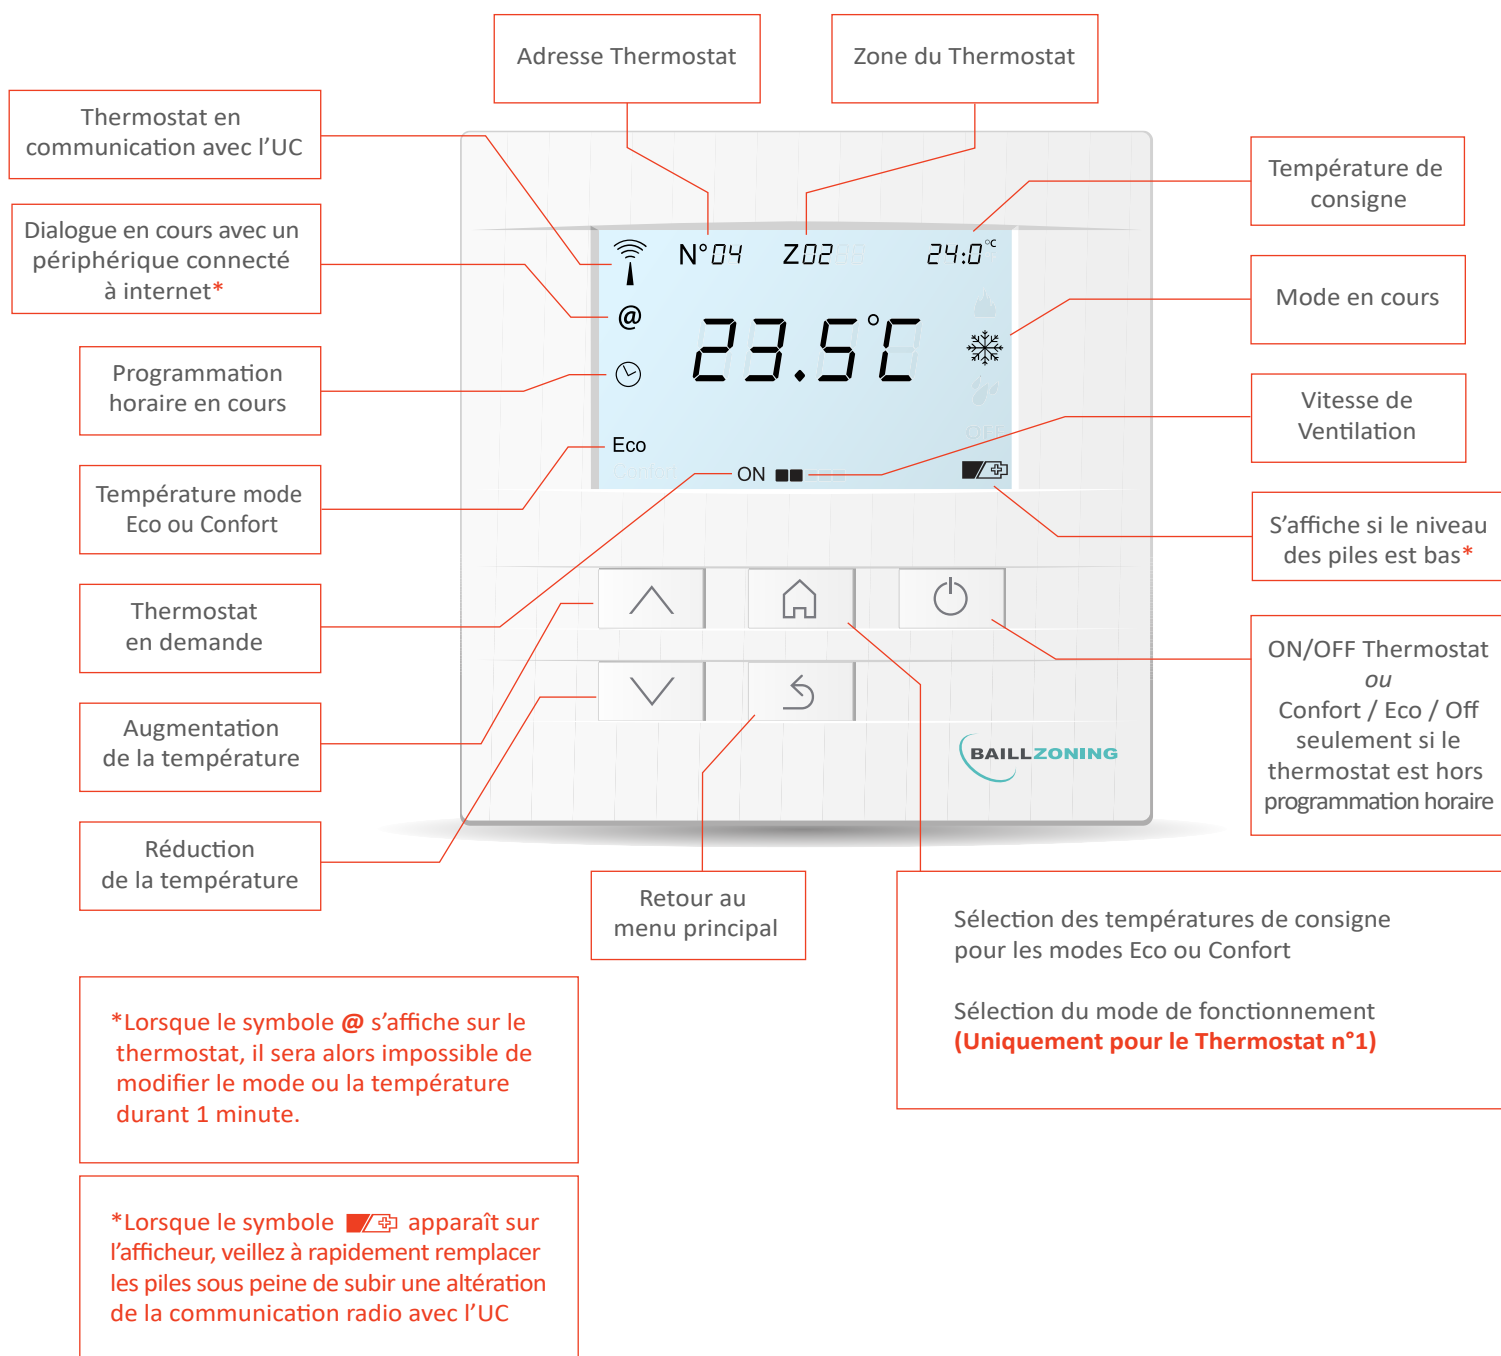 Adresse Thermostat
Zone du Thermostat
Thermostat en
communication avec l’UC
Température de
consigne
Dialogue en cours avec un
périphérique connecté
à internet*
Mode en cours
Programmation
horaire en cours
Vitesse de
Ventilation
Température mode
Eco ou Confort
S’affiche si le niveau
des piles est bas*
Thermostat
en demande
ON/OFF Thermostat
ou
Confort / Eco / Off
seulement si le
thermostat est hors
programmation horaire
Augmentation
de la température
Réduction
de la température
N°04 Z02 24:0°C
@
23.5°C
OFF
Eco
Confort
ON
BAILLZONING
Retour au
menu principal
Sélection des températures de consigne
pour les modes Eco ou Confort
Sélection du mode de fonctionnement
(Uniquement pour le Thermostat n°1)
*Lorsque le symbole @ s’affiche sur le
thermostat, il sera alors impossible de
modifier le mode ou la température
durant 1 minute.
*Lorsque le symbole apparaît sur
l’afficheur, veillez à rapidement remplacer
les piles sous peine de subir une altération
de la communication radio avec l’UC